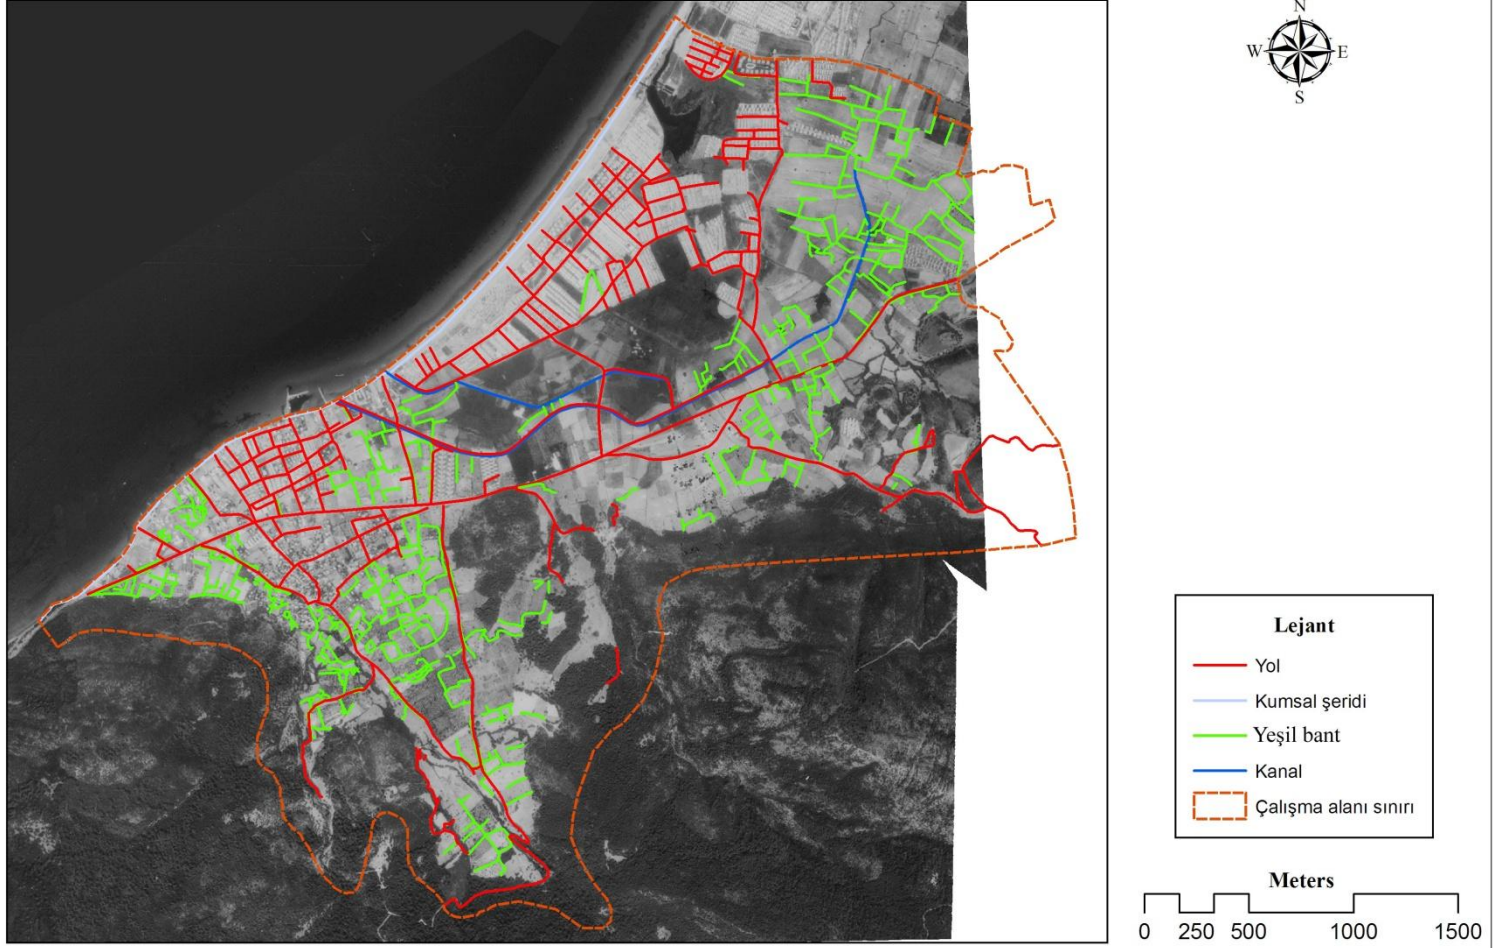 N
W E
S
Lejant
Yol
Kumsal şeridi
Yeşil bant
Kanal
Çalışma alanı sınırı
Meters
0 250 500 1000 1500